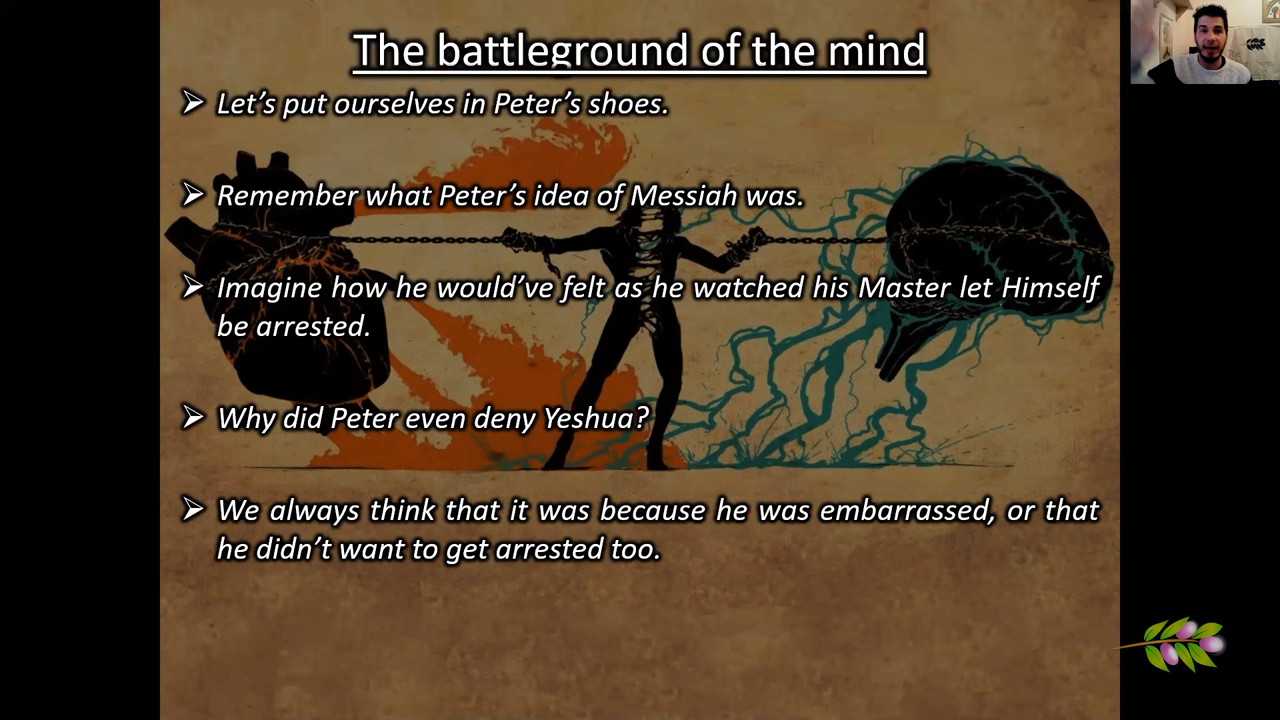 The battleground of the mind
➢ Let's put ourselves in Peter's shoes.
➢ Remember what Peter's idea of Messiah was.
➢ Imagine how he would've felt as he watched his Master let Himself
be arrested.
➢ Why did Peter even deny Yeshua?
➢ We always think that it was because he was embarrassed, or that
he didn't want to get arrested too.